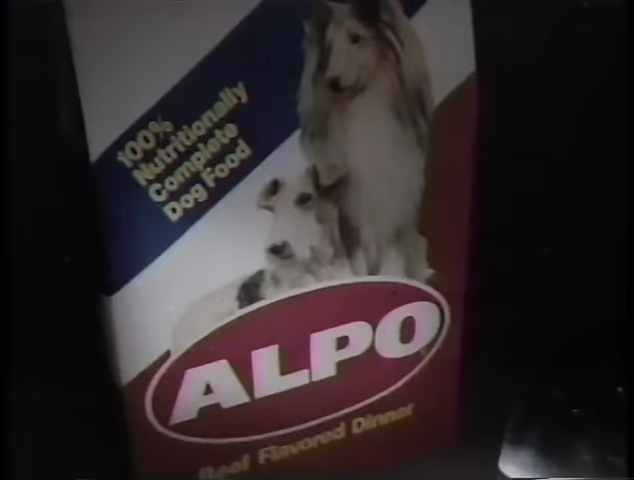 100%
Nutritionally
Complete
Dog Food
ALPO
Beef Flavored Dinner